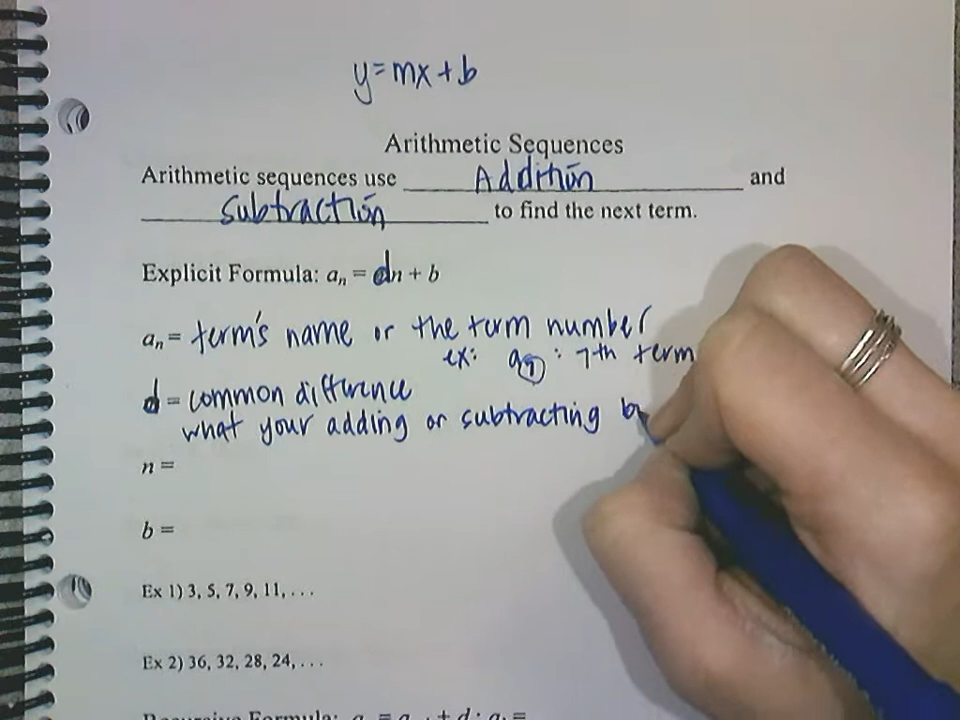 y = mx + b
Arithmetic Sequences
Arithmetic sequences use Addition and
subtraction to find the next term.
Explicit Formula: aₙ = dn + b
aₙ = term's name or the term number
ex: a₇ : 7th term
d = common difference
what your adding or subtracting by
n =
b =
Ex 1) 3, 5, 7, 9, 11, . . .
Ex 2) 36, 32, 28, 24, . . .
Recursive Formula: